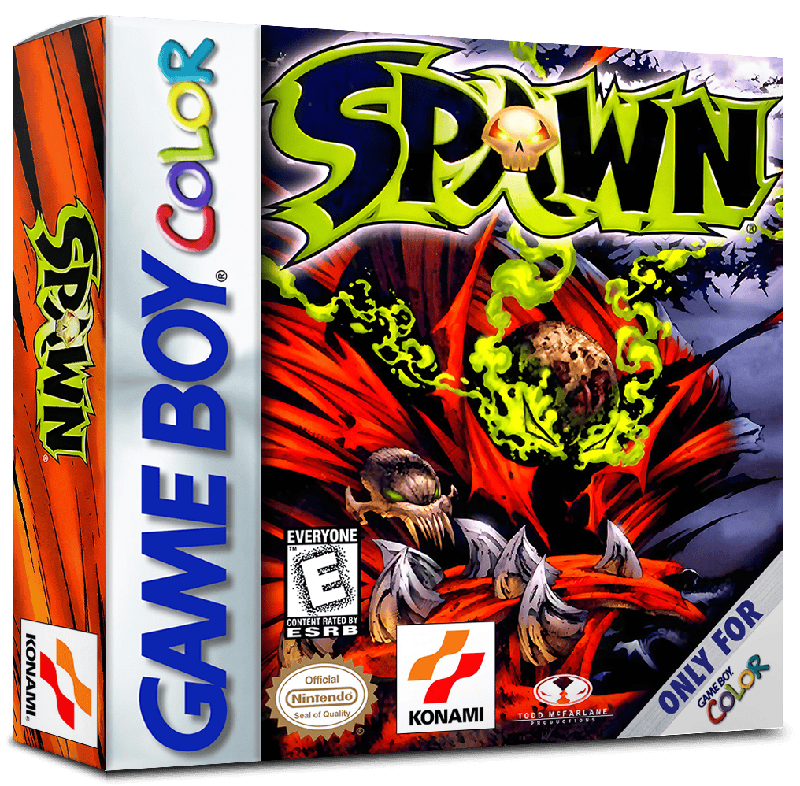 SPAWN
KONAMI®
GAME BOY® COLOR
SPAWN®
EVERYONE
™
E
CONTENT RATED BY
ESRB
Official
Nintendo
Seal of Quality
®
KONAMI
TODD MCFARLANE
PRODUCTIONS
ONLY FOR
GAME BOY
COLOR